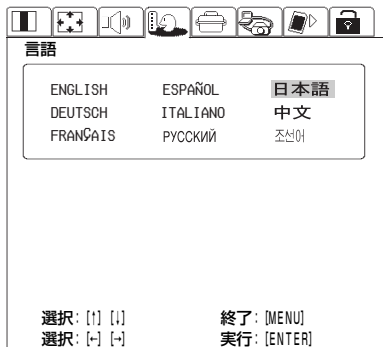 言語
ENGLISH ESPAÑOL 日本語
DEUTSCH ITALIANO 中文
FRANÇAIS РУССКИЙ 조선어
選択: [↑] [↓] 終了: [MENU]
選択: [←] [→] 実行: [ENTER]